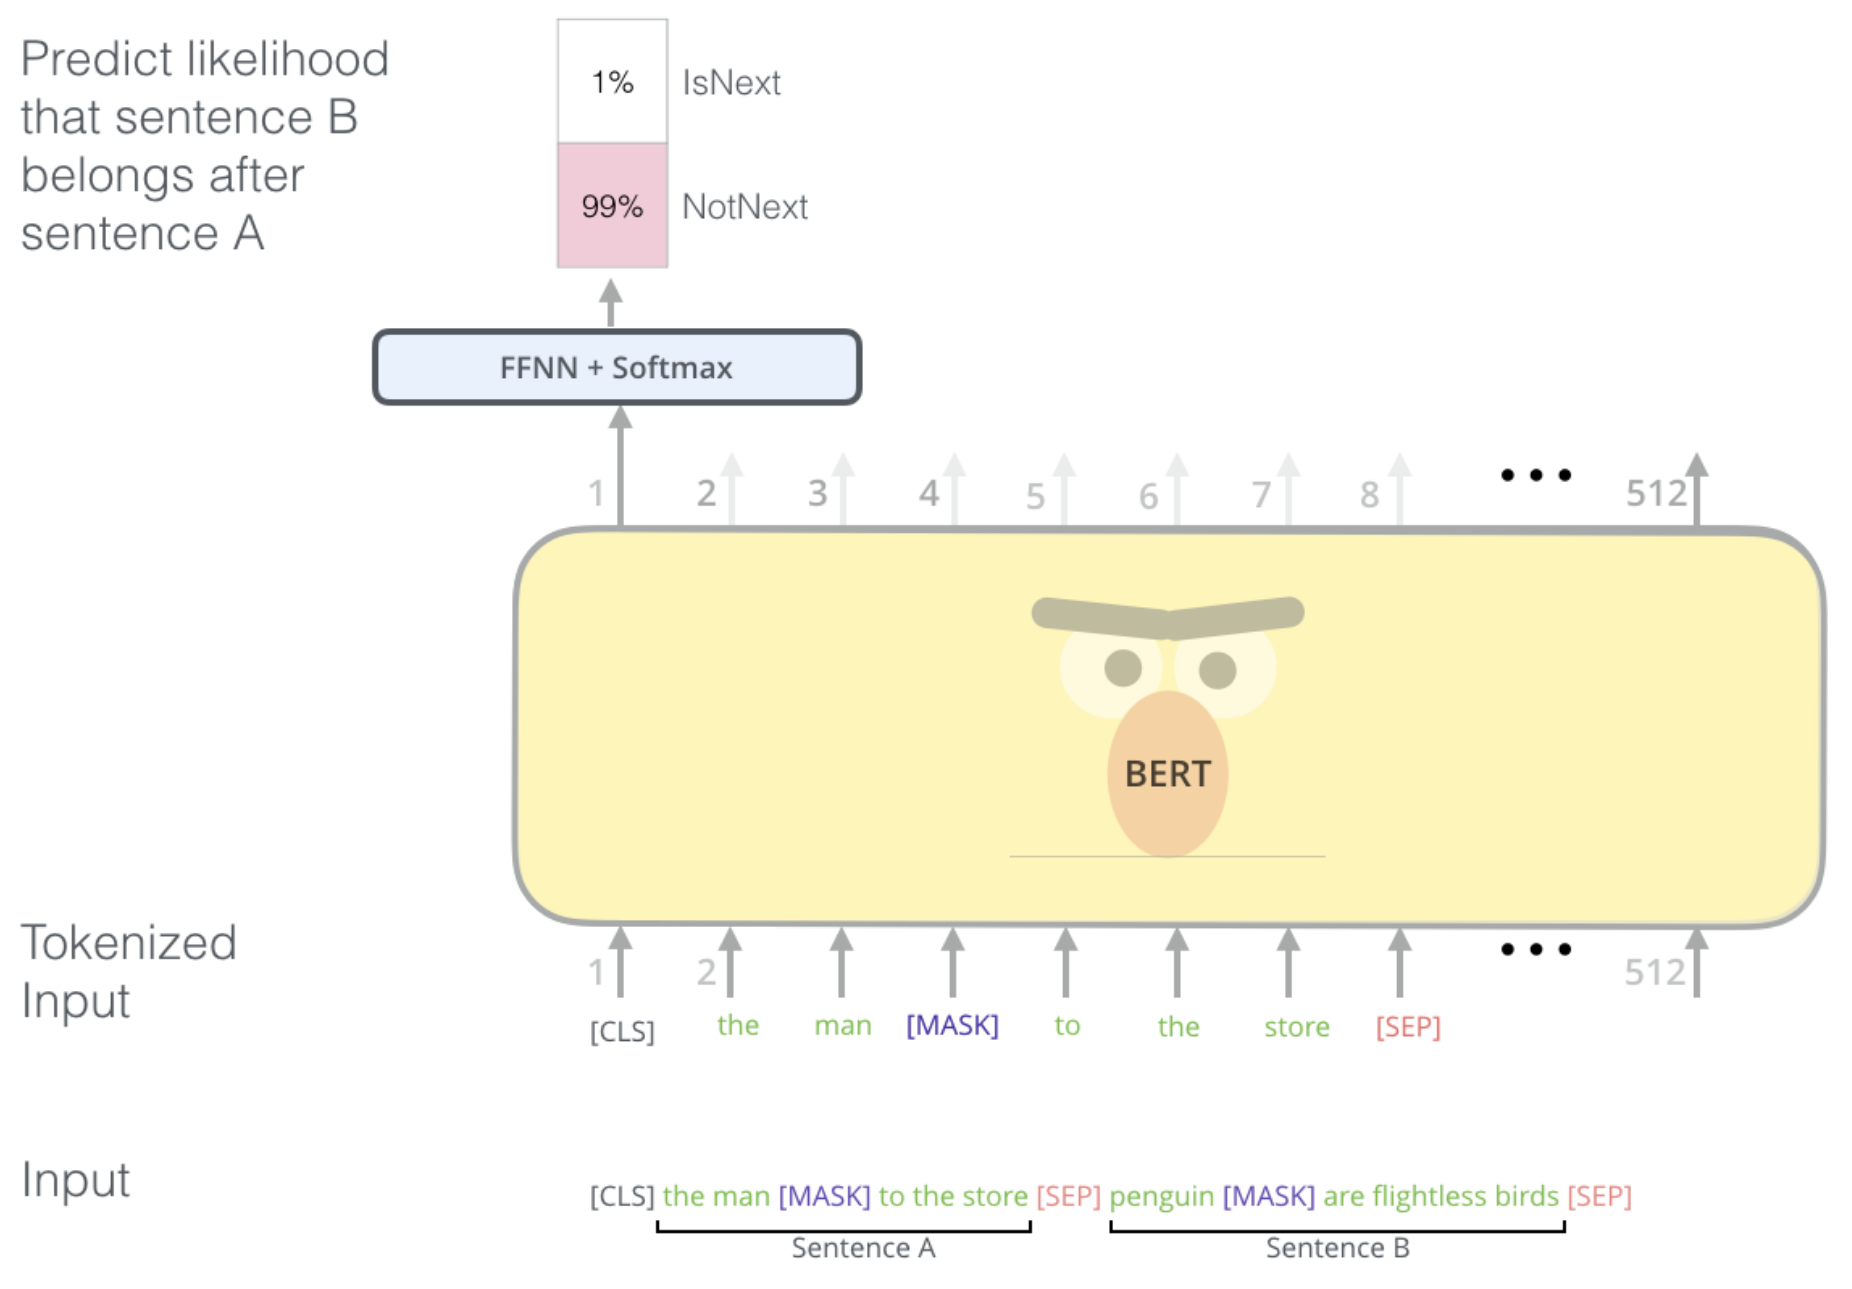 Predict likelihood
that sentence B
belongs after
sentence A
1% IsNext
99% NotNext
FFNN + Softmax
1 2 3 4 5 6 7 8 ••• 512
BERT
Tokenized
Input
1 2 ••• 512
[CLS] the man [MASK] to the store [SEP]
Input
[CLS] the man [MASK] to the store [SEP] penguin [MASK] are flightless birds [SEP]
Sentence A Sentence B